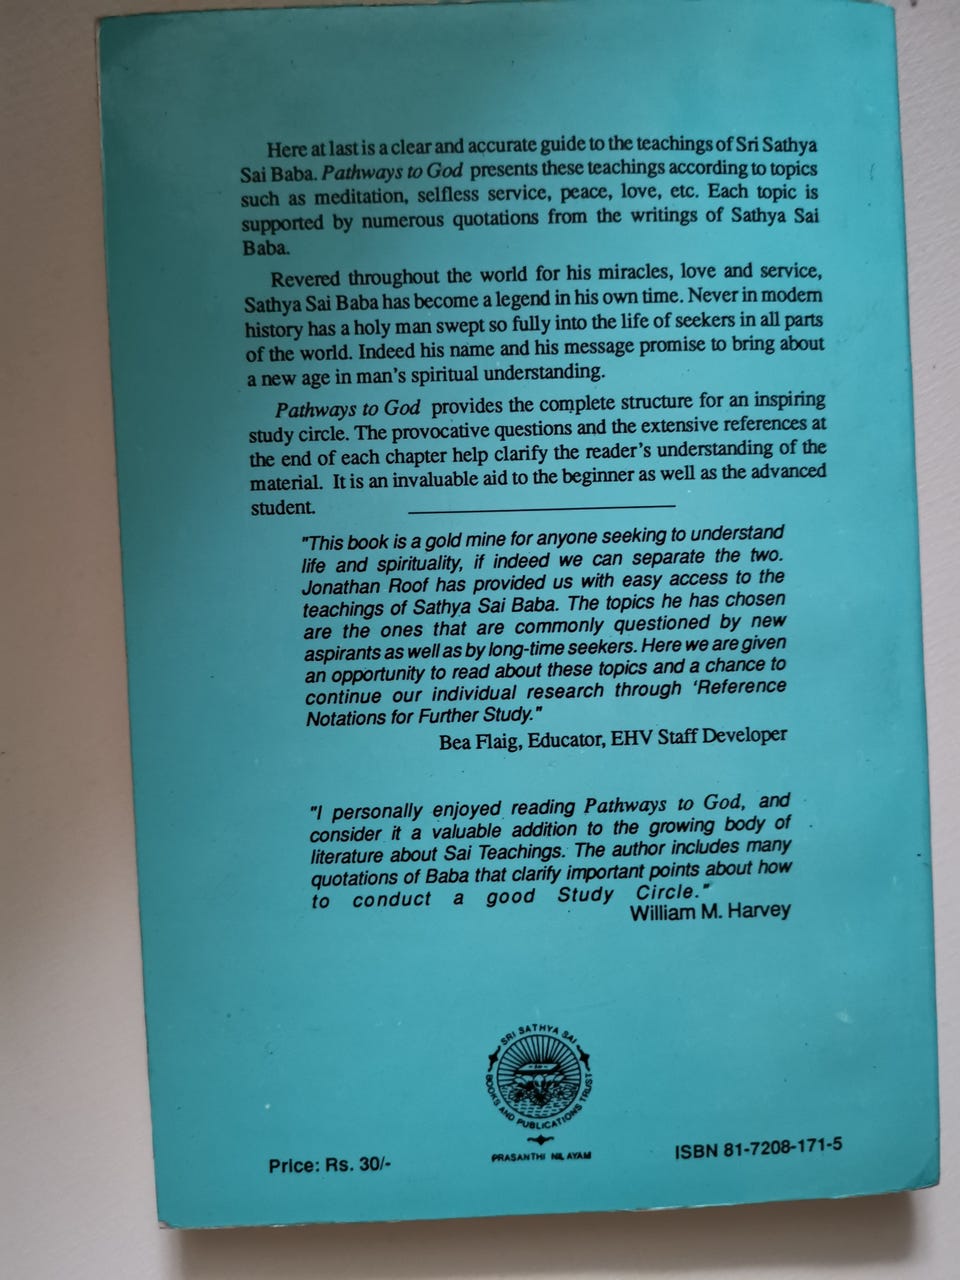 Here at last is a clear and accurate guide to the teachings of Sri Sathya
Sai Baba. Pathways to God presents these teachings according to topics
such as meditation, selfless service, peace, love, etc. Each topic is
supported by numerous quotations from the writings of Sathya Sai
Baba.
Revered throughout the world for his miracles, love and service,
Sathya Sai Baba has become a legend in his own time. Never in modern
history has a holy man swept so fully into the life of seekers in all parts
of the world. Indeed his name and his message promise to bring about
a new age in man's spiritual understanding.
Pathways to God provides the complete structure for an inspiring
study circle. The provocative questions and the extensive references at
the end of each chapter help clarify the reader's understanding of the
material. It is an invaluable aid to the beginner as well as the advanced
student.
"This book is a gold mine for anyone seeking to understand
life and spirituality, if indeed we can separate the two.
Jonathan Roof has provided us with easy access to the
teachings of Sathya Sai Baba. The topics he has chosen
are the ones that are commonly questioned by new
aspirants as well as by long-time seekers. Here we are given
an opportunity to read about these topics and a chance to
continue our individual research through 'Reference
Notations for Further Study."
Bea Flaig, Educator, EHV Staff Developer
"I personally enjoyed reading Pathways to God, and
consider it a valuable addition to the growing body of
literature about Sai Teachings. The author includes many
quotations of Baba that clarify important points about how
to conduct a good Study Circle."
William M. Harvey
SRI SATHYA SAI
BOOKS AND PUBLICATIONS TRUST
PRASANTHI NILAYAM
Price: Rs. 30/-
ISBN 81-7208-171-5